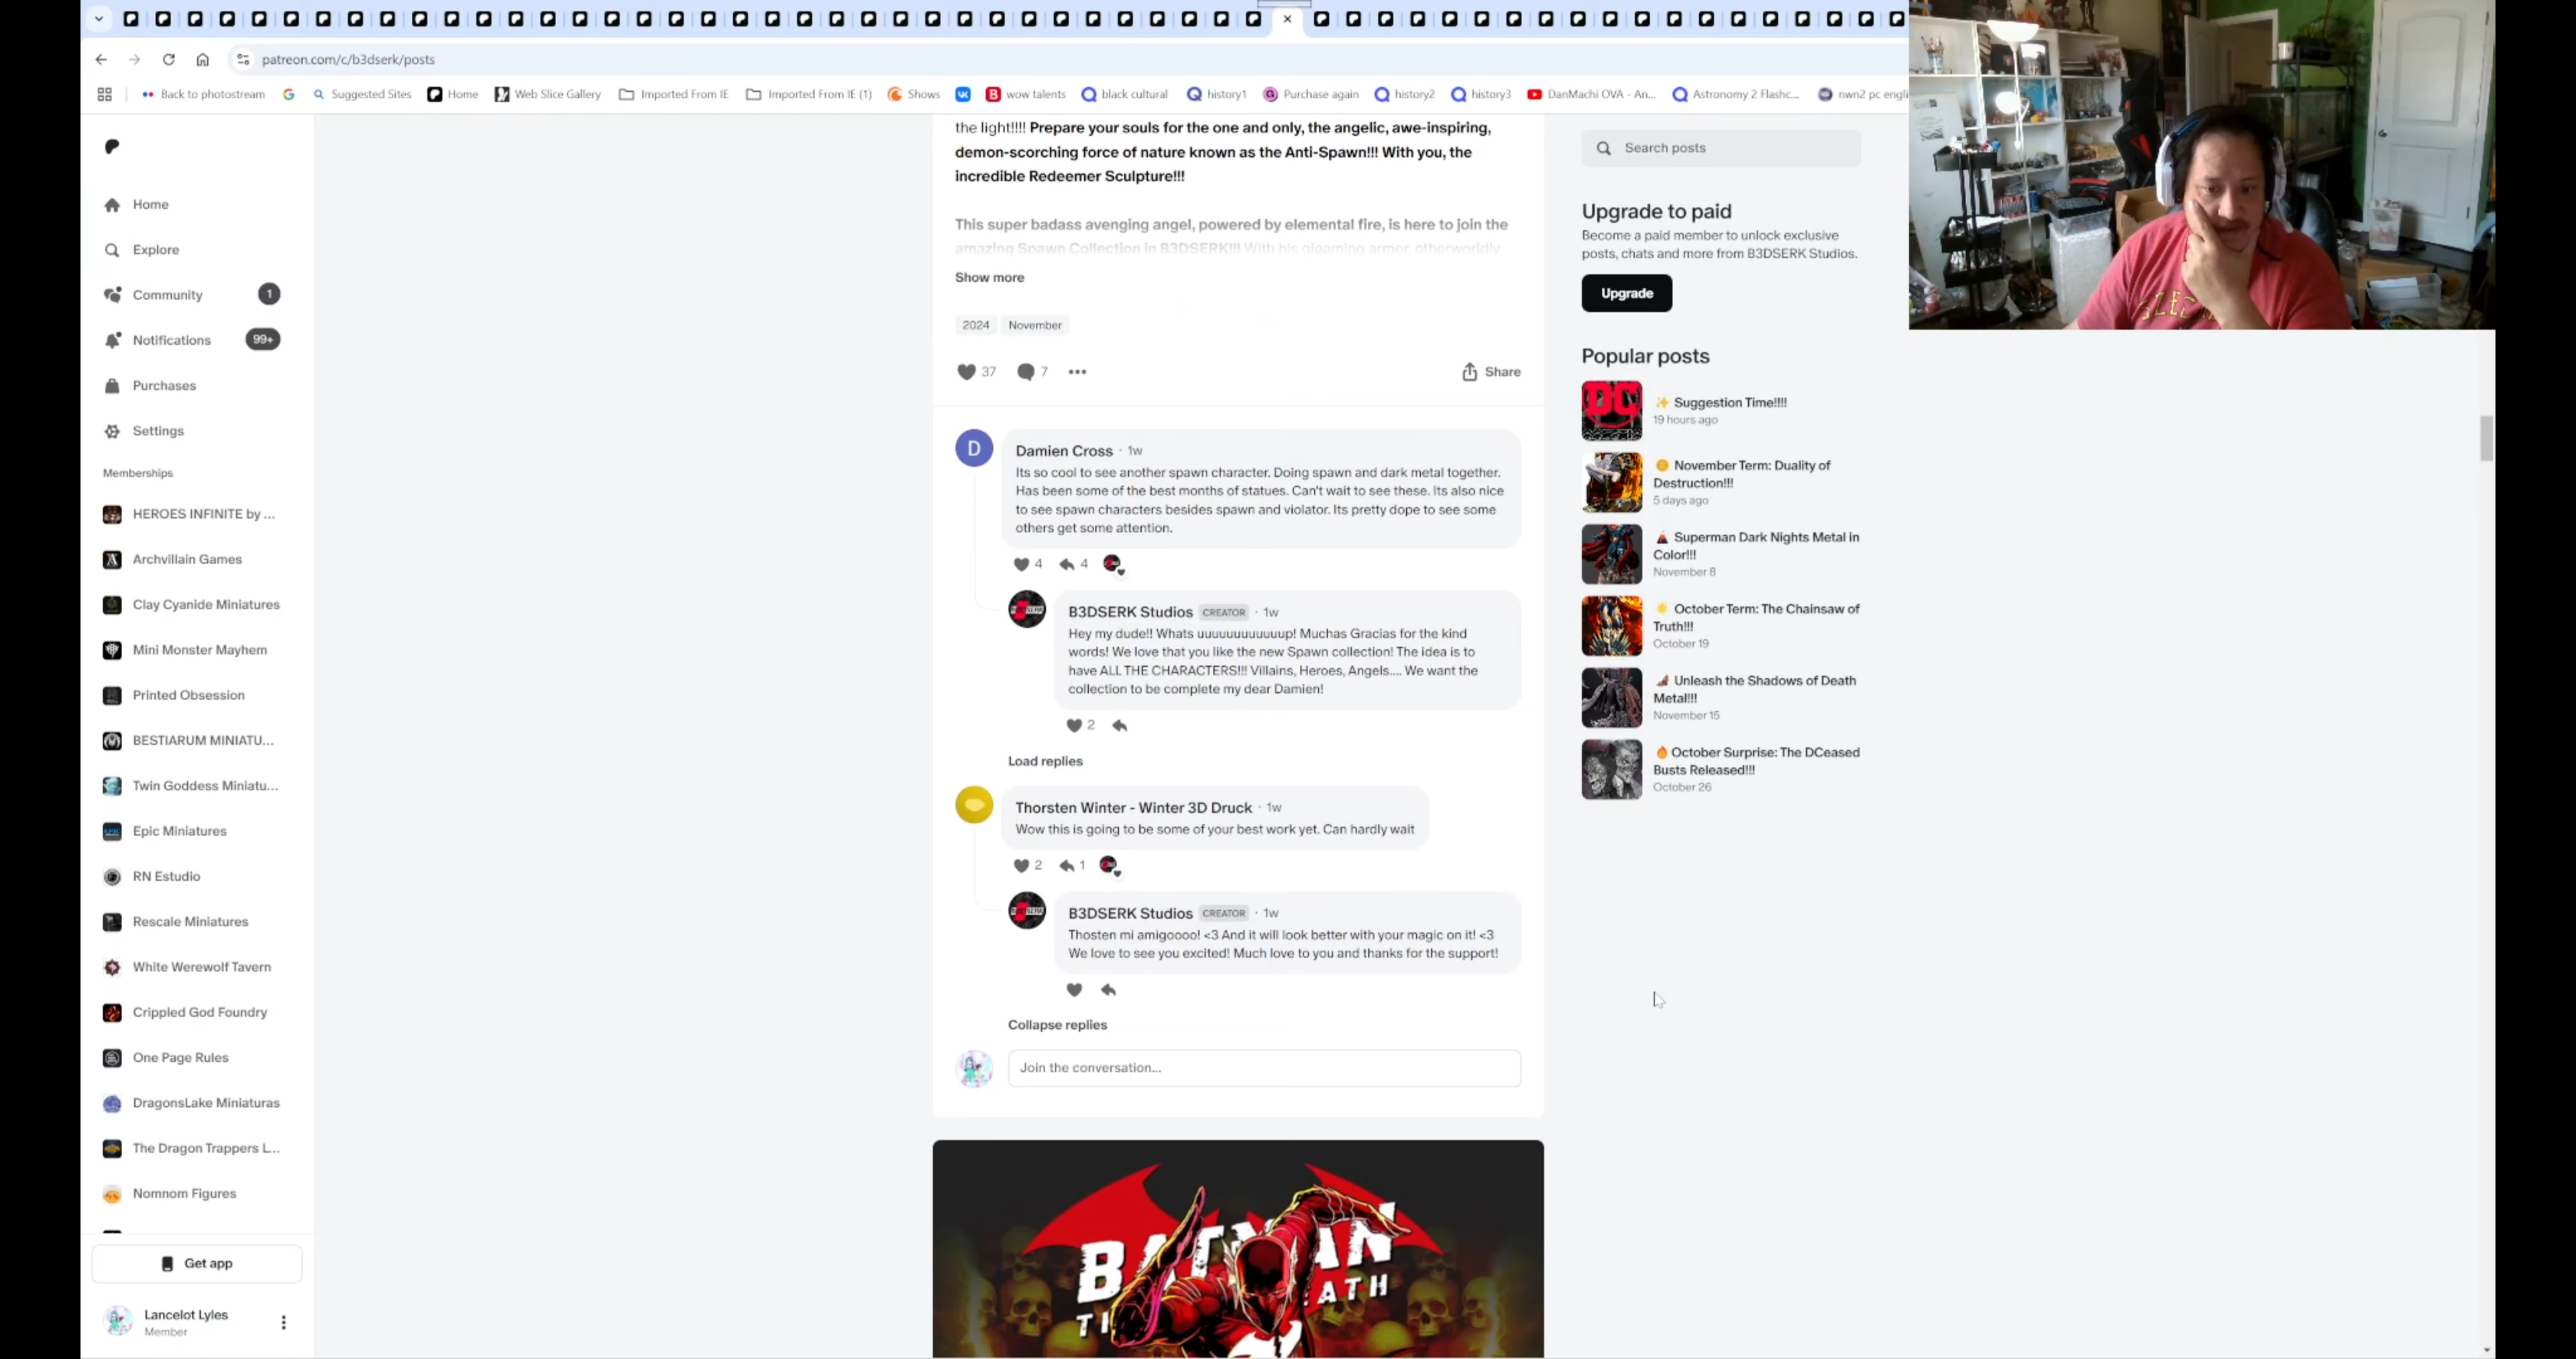 patreon.com/c/b3dserk/posts
Back to photostream
Suggested Sites
Home
Web Slice Gallery
Imported From IE
Imported From IE (1)
Shows
wow talents
black cultural
history1
Purchase again
history2
history3
DanMachi OVA - An...
Astronomy 2 Flashc...
nwn2 pc engli
Home
Explore
Community
1
Notifications
99+
Purchases
Settings
Memberships
HEROES INFINITE by ...
Archvillain Games
Clay Cyanide Miniatures
Mini Monster Mayhem
Printed Obsession
BESTIARUM MINIATU...
Twin Goddess Miniatu...
Epic Miniatures
RN Estudio
Rescale Miniatures
White Werewolf Tavern
Crippled God Foundry
One Page Rules
DragonsLake Miniaturas
The Dragon Trappers L...
Nomnom Figures
Get app
Lancelot Lyles
Member
the light!!!! Prepare your souls for the one and only, the angelic, awe-inspiring,
demon-scorching force of nature known as the Anti-Spawn!!! With you, the
incredible Redeemer Sculpture!!!
This super badass avenging angel, powered by elemental fire, is here to join the
amazing Spawn Collection in B3DSERK!!! With his gleaming armor, otherworldly
Show more
2024
November
37
7
Share
D
Damien Cross · 1w
Its so cool to see another spawn character. Doing spawn and dark metal together.
Has been some of the best months of statues. Can't wait to see these. Its also nice
to see spawn characters besides spawn and violator. Its pretty dope to see some
others get some attention.
4
4
B3DSERK Studios CREATOR · 1w
Hey my dude!! Whats uuuuuuuuuuuup! Muchas Gracias for the kind
words! We love that you like the new Spawn collection! The idea is to
have ALL THE CHARACTERS!!! Villains, Heroes, Angels.... We want the
collection to be complete my dear Damien!
2
Load replies
Thorsten Winter - Winter 3D Druck · 1w
Wow this is going to be some of your best work yet. Can hardly wait
2
1
B3DSERK Studios CREATOR · 1w
Thosten mi amigoooo! <3 And it will look better with your magic on it! <3
We love to see you excited! Much love to you and thanks for the support!
Collapse replies
Join the conversation...
BATMAN
Search posts
Upgrade to paid
Become a paid member to unlock exclusive
posts, chats and more from B3DSERK Studios.
Upgrade
Popular posts
DC
Suggestion Time!!!!
19 hours ago
November Term: Duality of
Destruction!!!
5 days ago
Superman Dark Nights Metal in
Color!!!
November 8
October Term: The Chainsaw of
Truth!!!
October 19
Unleash the Shadows of Death
Metal!!!
November 15
October Surprise: The DCeased
Busts Released!!!
October 26